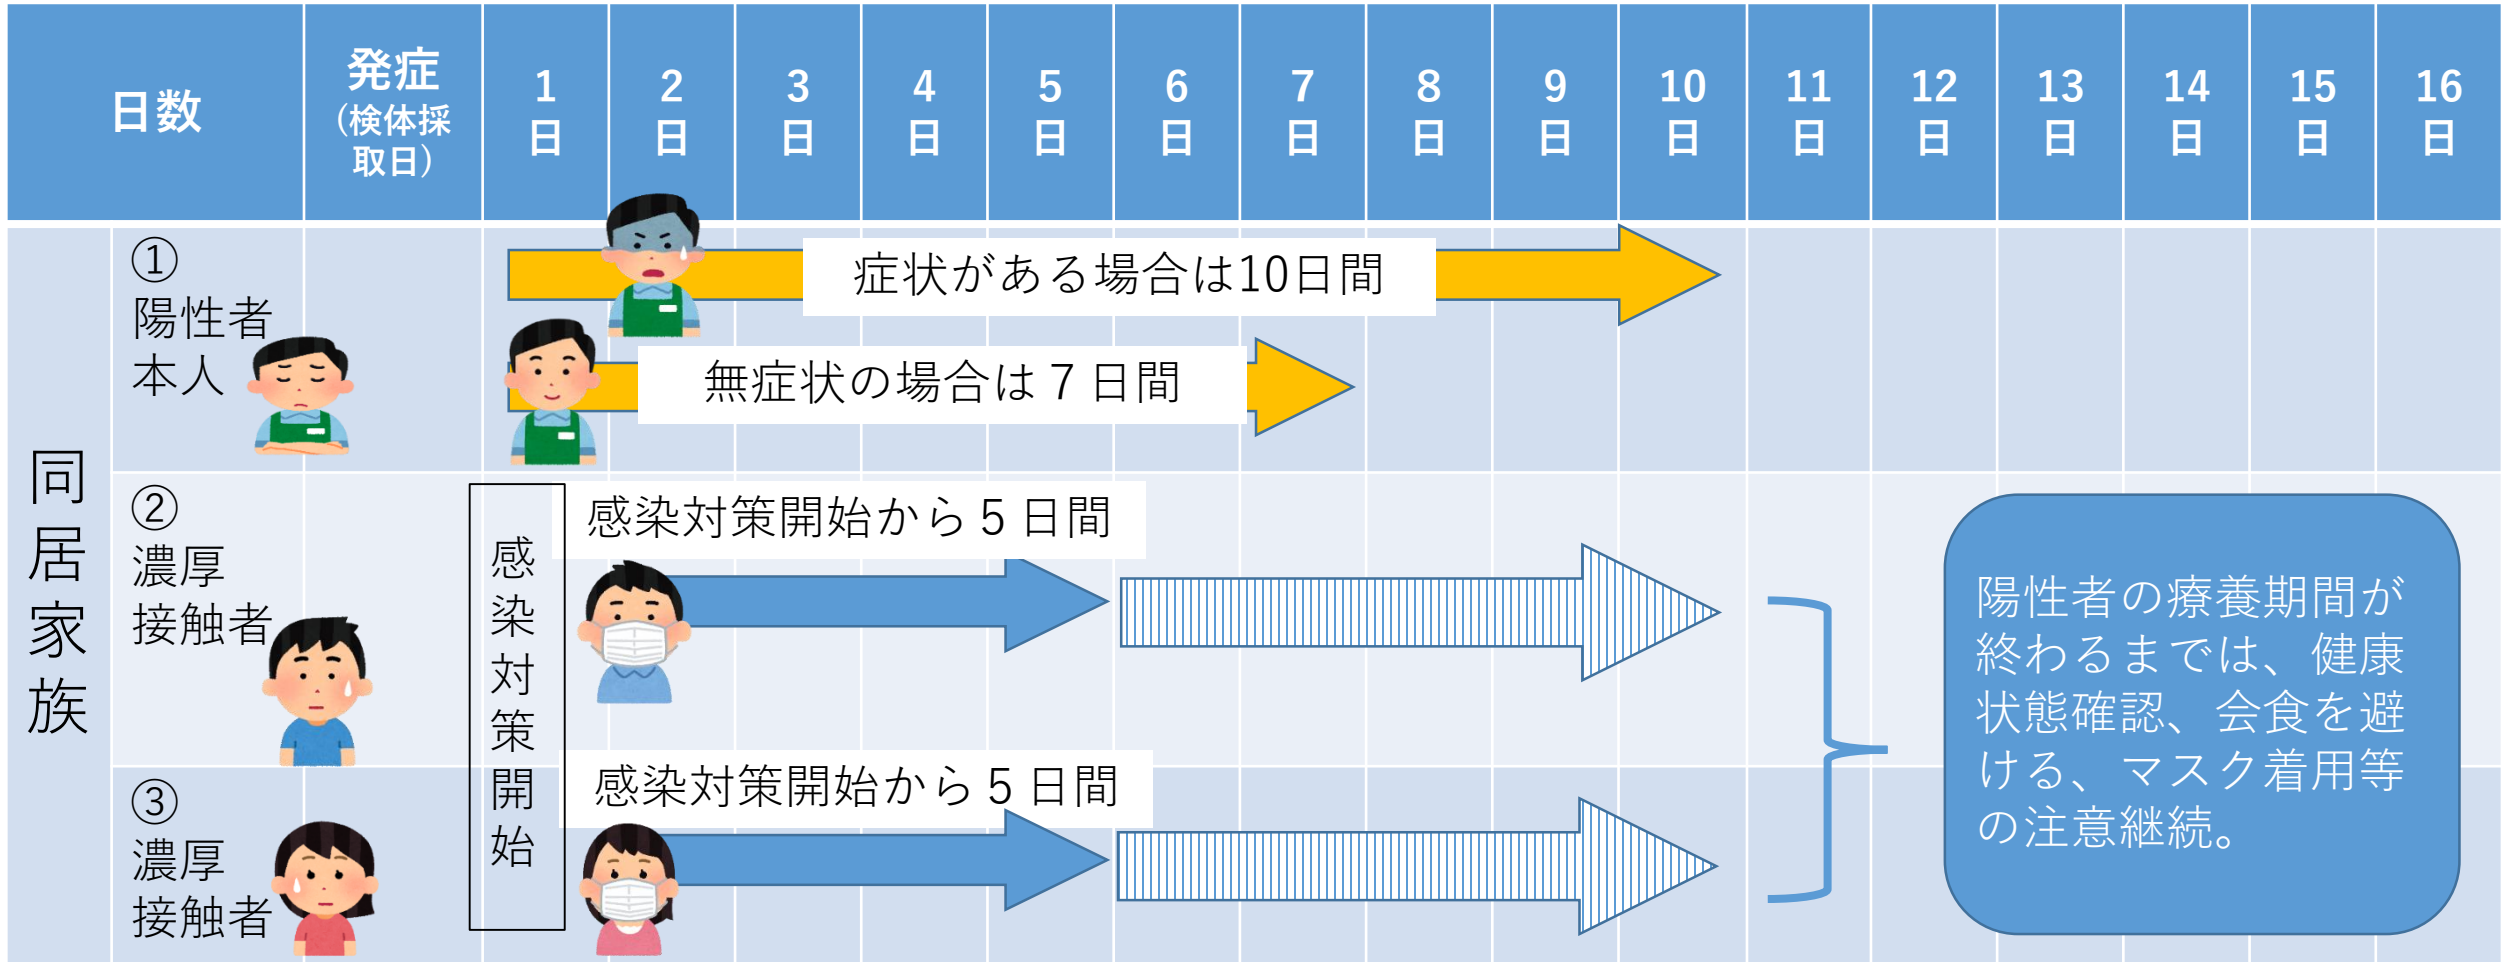 日数
発症
(検体採
取日)
1
日
2
日
3
日
4
日
5
日
6
日
7
日
8
日
9
日
10
日
11
日
12
日
13
日
14
日
15
日
16
日
同居家族
①
陽性者
本人
症状がある場合は10日間
無症状の場合は７日間
②
濃厚
接触者
感染対策開始
感染対策開始から５日間
③
濃厚
接触者
感染対策開始から５日間
陽性者の療養期間が
終わるまでは、健康
状態確認、会食を避
ける、マスク着用等
の注意継続。